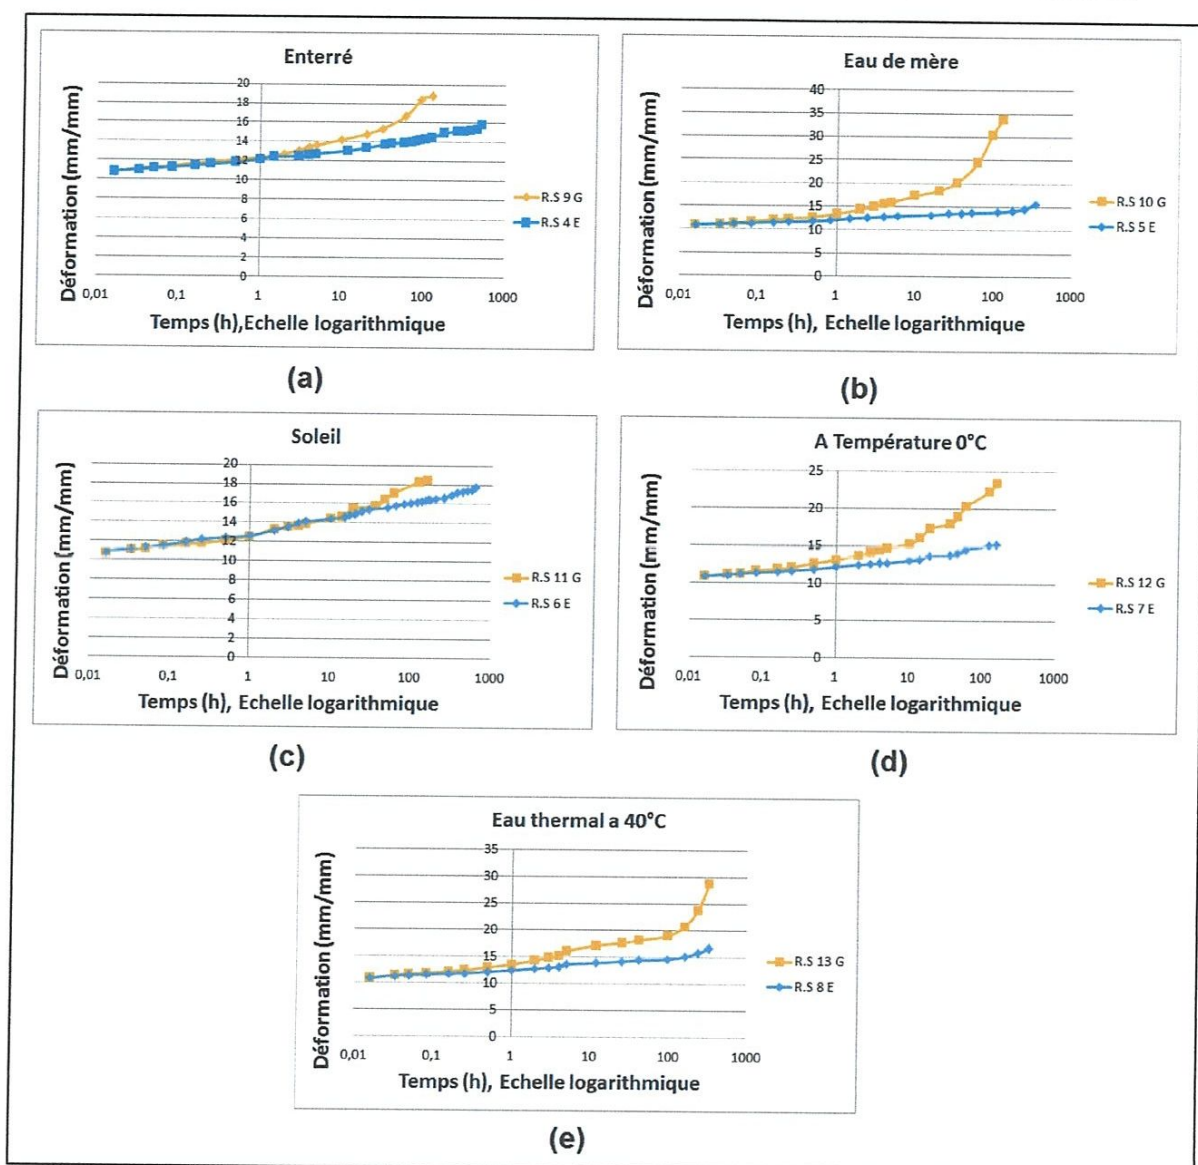 Enterré
Déformation (mm/mm)
20
18
16
14
12
10
8
6
4
2
0
0,01
0,1
1
10
100
1000
R.S 9 G
R.S 4 E
Temps (h),Echelle logarithmique
(a)
Eau de mère
Déformation (mm/mm)
40
35
30
25
20
15
10
5
0
0,01
0,1
1
10
100
1000
R.S 10 G
R.S 5 E
Temps (h), Echelle logarithmique
(b)
Soleil
Déformation (mm/mm)
20
18
16
14
12
10
8
6
4
2
0
0,01
0,1
1
10
100
1000
R.S 11 G
R.S 6 E
Temps (h), Echelle logarithmique
(c)
A Température 0°C
Déformation (mm/mm)
25
20
15
10
5
0
0,01
0,1
1
10
100
1000
R.S 12 G
R.S 7 E
Temps (h), Echelle logarithmique
(d)
Eau thermal a 40°C
Déformation (mm/mm)
35
30
25
20
15
10
5
0
0,01
0,1
1
10
100
1000
R.S 13 G
R.S 8 E
Temps (h), Echelle logarithmique
(e)